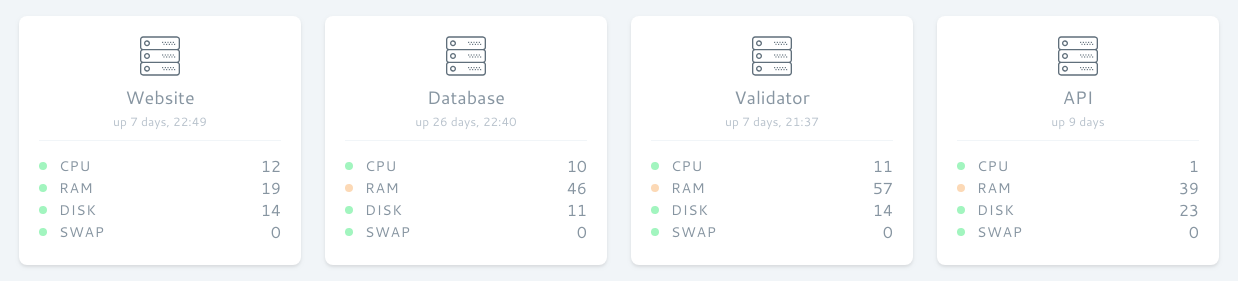 Website
up 7 days, 22:49
CPU 12
RAM 19
DISK 14
SWAP 0
Database
up 26 days, 22:40
CPU 10
RAM 46
DISK 11
SWAP 0
Validator
up 7 days, 21:37
CPU 11
RAM 57
DISK 14
SWAP 0
API
up 9 days
CPU 1
RAM 39
DISK 23
SWAP 0